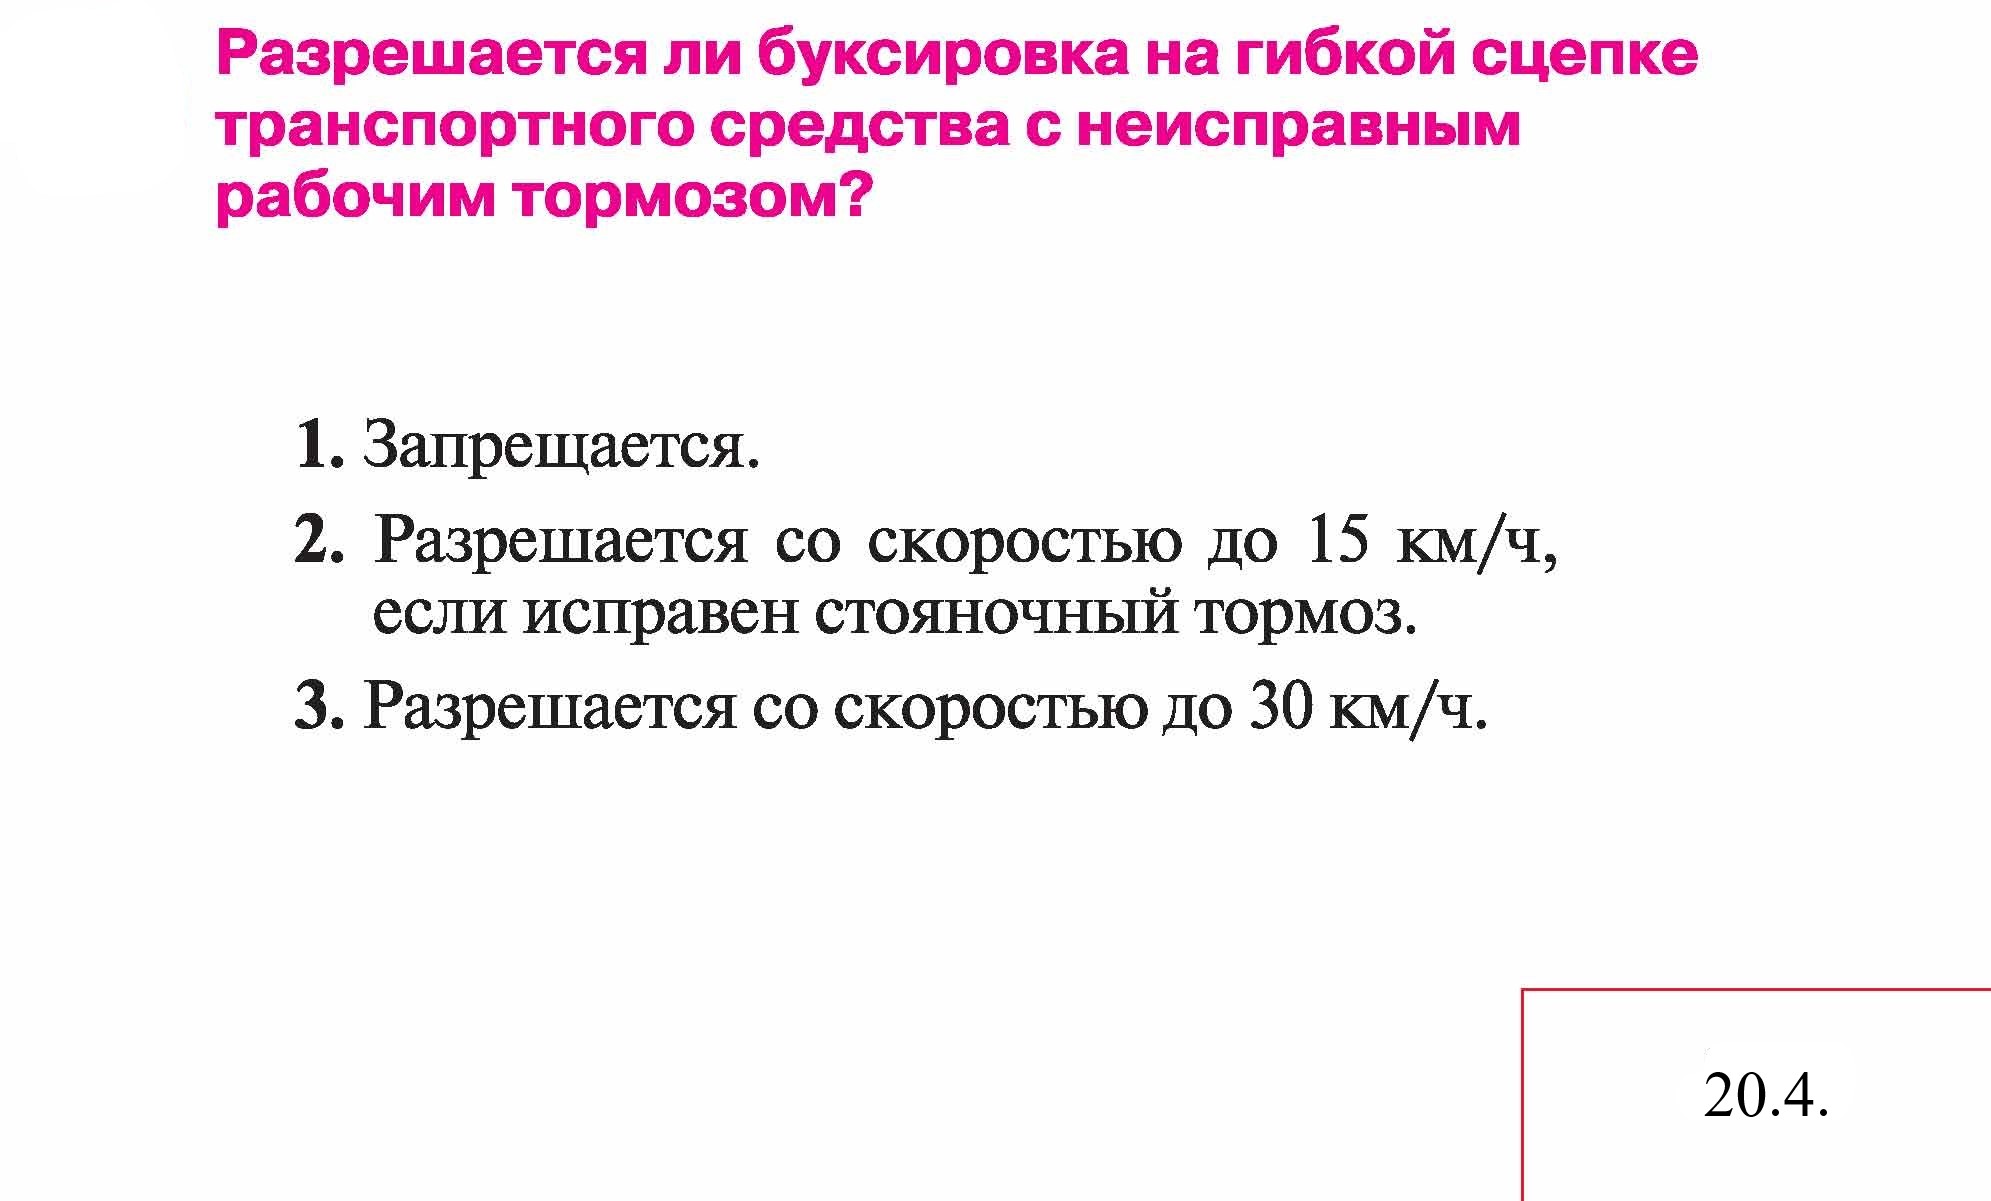 Разрешается ли буксировка на гибкой сцепке
транспортного средства с неисправным
рабочим тормозом?
1. Запрещается.
2. Разрешается со скоростью до 15 км/ч,
если исправен стояночный тормоз.
3. Разрешается со скоростью до 30 км/ч.
20.4.